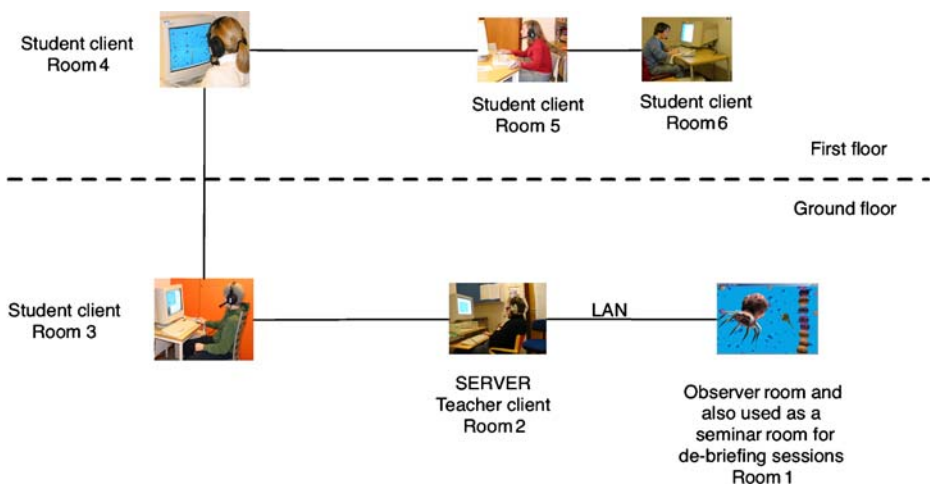 Student client
Room 4
Student client
Room 5
Student client
Room 6
First floor
Ground floor
Student client
Room 3
LAN
SERVER
Teacher client
Room 2
Observer room and
also used as a
seminar room for
de-briefing sessions
Room 1